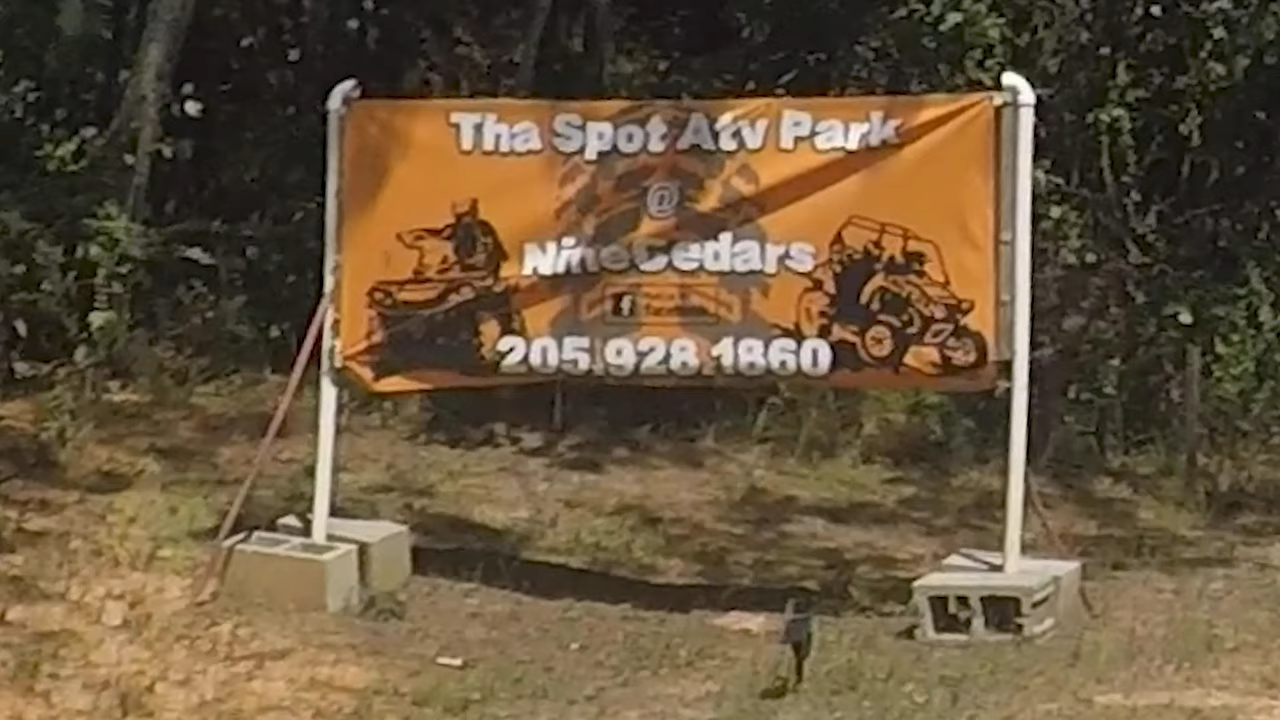 Tha Spot Atv Park
@
NineCedars
f
205.928.1860